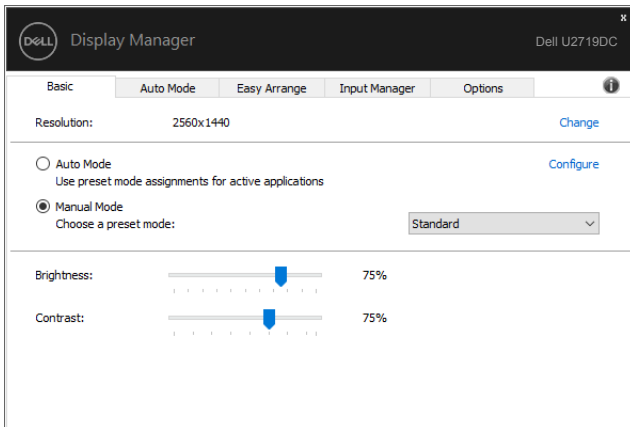 x
DELL Display Manager Dell U2719DC
Basic Auto Mode Easy Arrange Input Manager Options i
Resolution: 2560x1440 Change
Auto Mode Configure
Use preset mode assignments for active applications
Manual Mode
Choose a preset mode: Standard
Brightness: 75%
Contrast: 75%